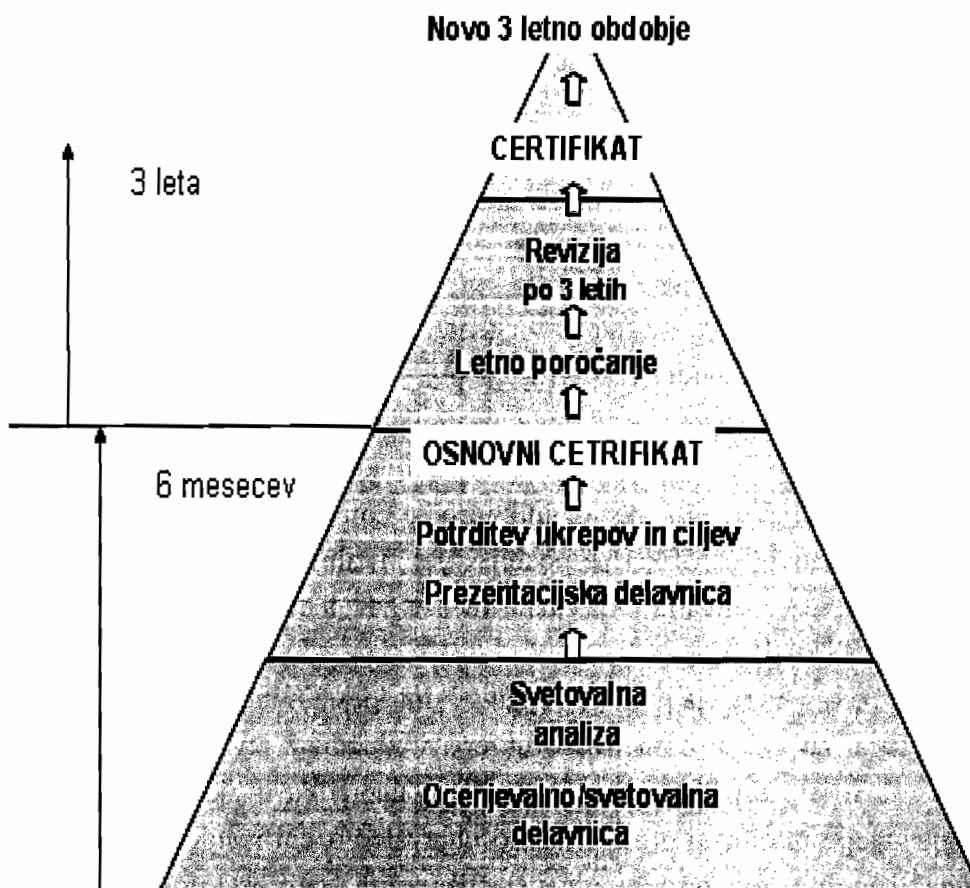 Novo 3 letno obdobje
CERTIFIKAT
3 leta
Revizija
po 3 letih
Letno poročanje
OSNOVNI CETRIFIKAT
6 mesecev
Potrditev ukrepov in ciljev
Prezentacijska delavnica
Svetovalna
analiza
Ocenjevalno/svetovalna
delavnica